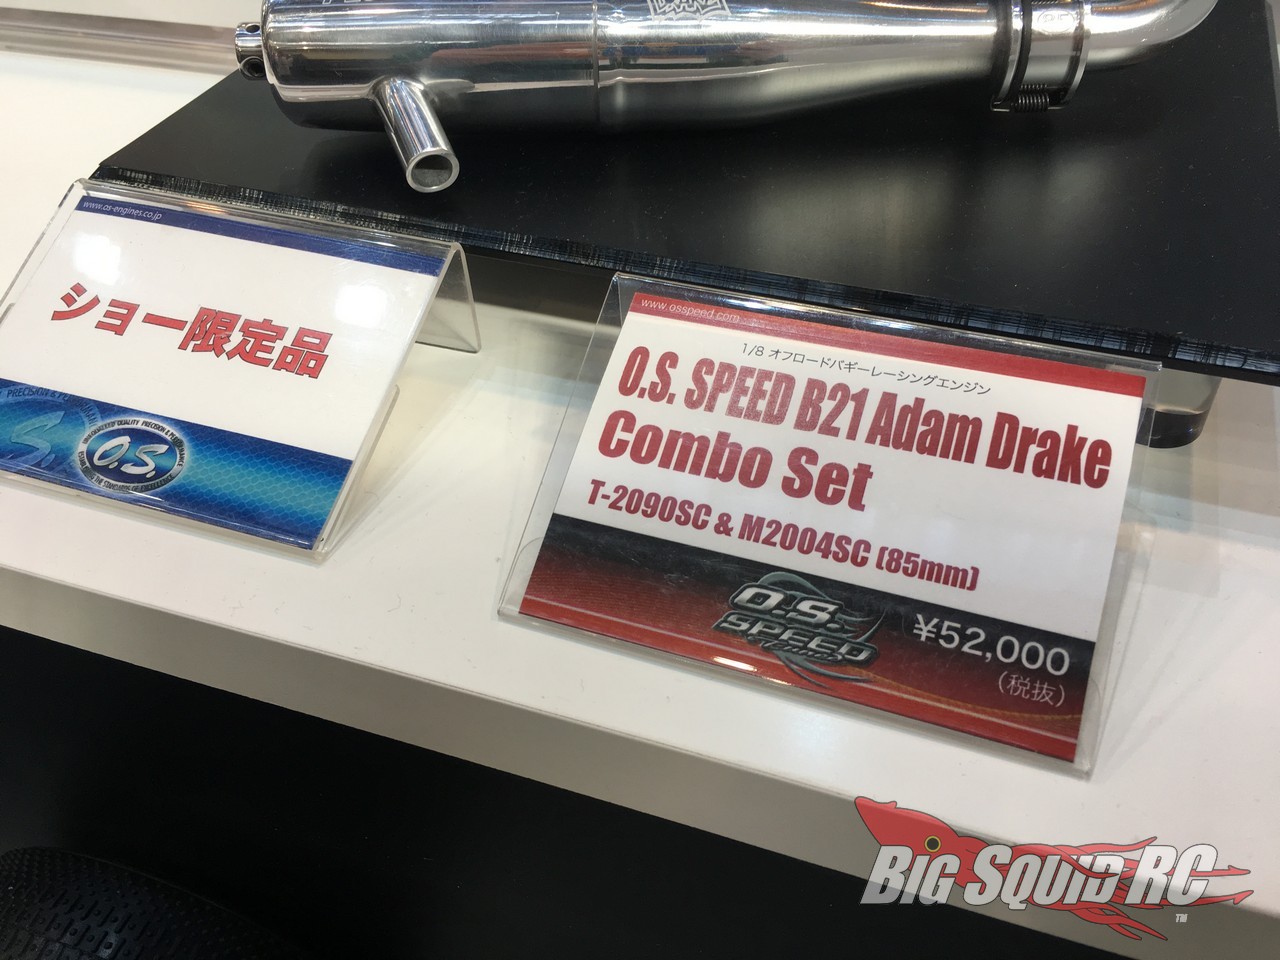 www.os-engines.co.jp
ショー限定品
O.S.
www.osspeed.com
1/8 オフロードバギーレーシングエンジン
O.S. SPEED B21 Adam Drake
Combo Set
T-2090SC & M2004SC (85mm)
O.S.
SPEED
¥52,000
(税抜)
BIG SQUID RC
TM